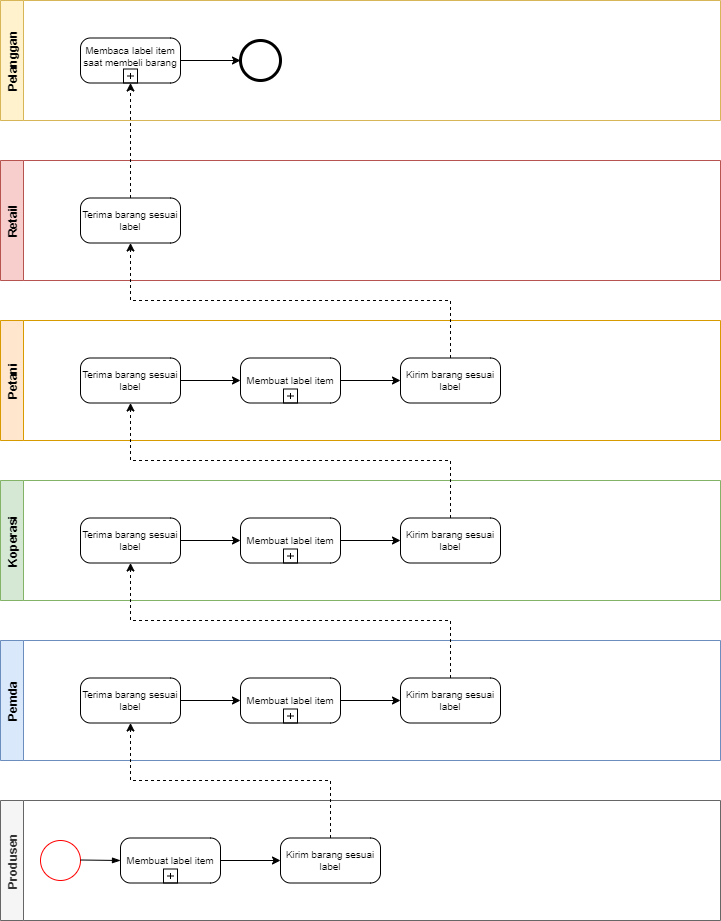 Pelanggan
Membaca label item
saat membeli barang
Retail
Terima barang sesuai
label
Petani
Terima barang sesuai
label
Membuat label item
Kirim barang sesuai
label
Koperasi
Terima barang sesuai
label
Membuat label item
Kirim barang sesuai
label
Pemda
Terima barang sesuai
label
Membuat label item
Kirim barang sesuai
label
Produsen
Membuat label item
Kirim barang sesuai
label